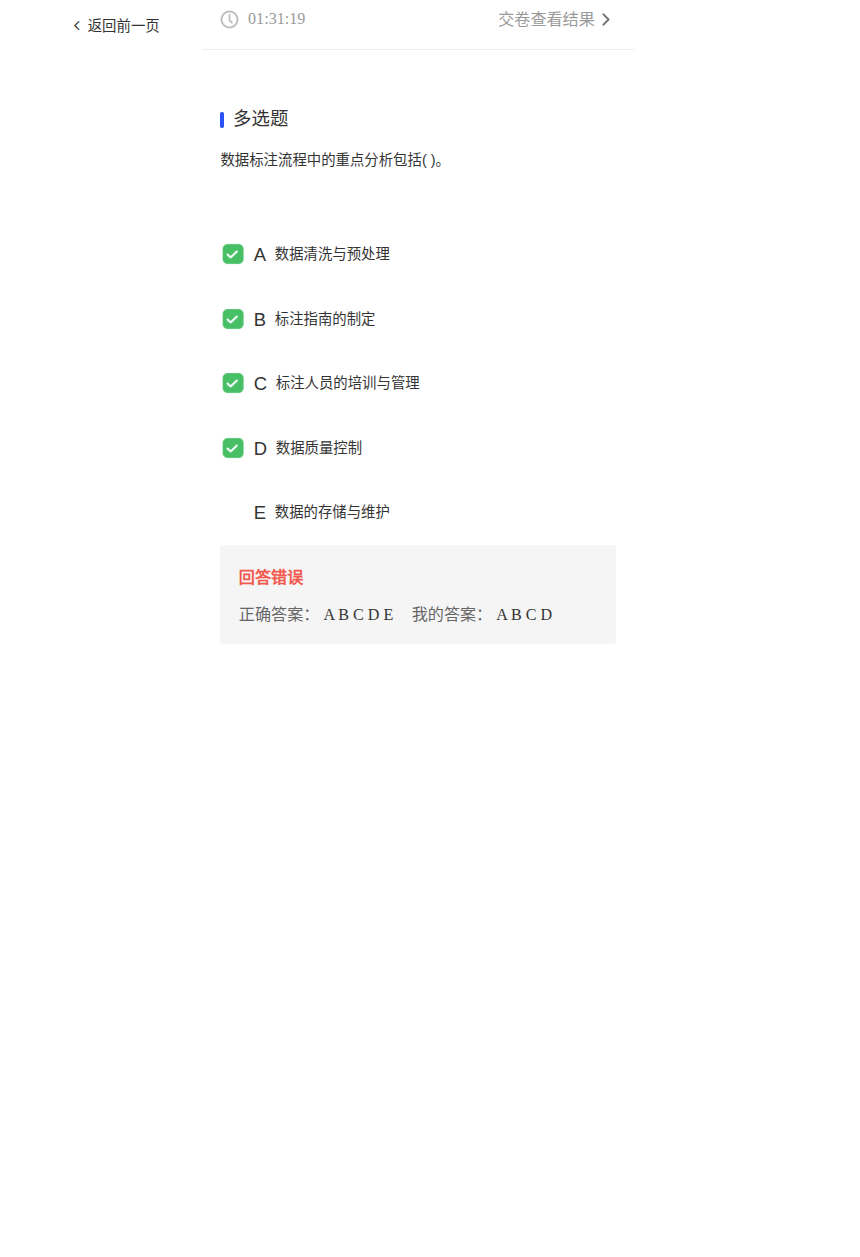 返回前一页
01:31:19
交卷查看结果
多选题
数据标注流程中的重点分析包括( )。
A 数据清洗与预处理
B 标注指南的制定
C 标注人员的培训与管理
D 数据质量控制
E 数据的存储与维护
回答错误
正确答案： A B C D E 我的答案： A B C D